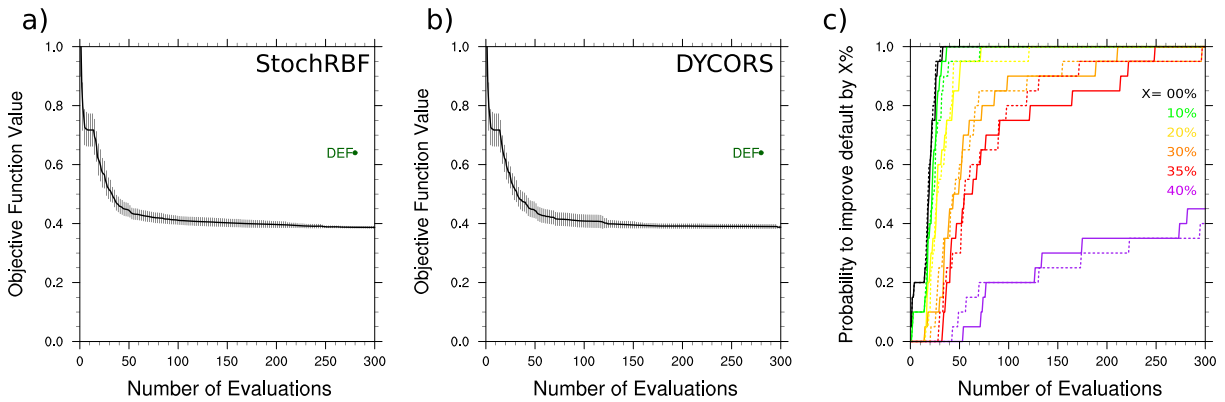 a)
StochRBF
Objective Function Value
1.0
0.8
0.6
0.4
0.2
0.0
DEF
0 50 100 150 200 250 300
Number of Evaluations
b)
DYCORS
Objective Function Value
1.0
0.8
0.6
0.4
0.2
0.0
DEF
0 50 100 150 200 250 300
Number of Evaluations
c)
Probability to improve default by X%
1.0
0.8
0.6
0.4
0.2
0.0
X= 00%
10%
20%
30%
35%
40%
0 50 100 150 200 250 300
Number of Evaluations